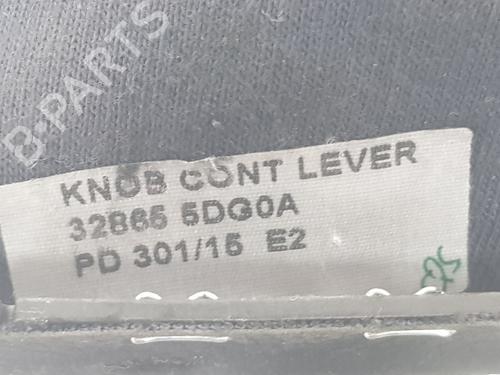 B-PARTS
KNOB CONT LEVER
32865 5DG0A
PD 301/15 E2